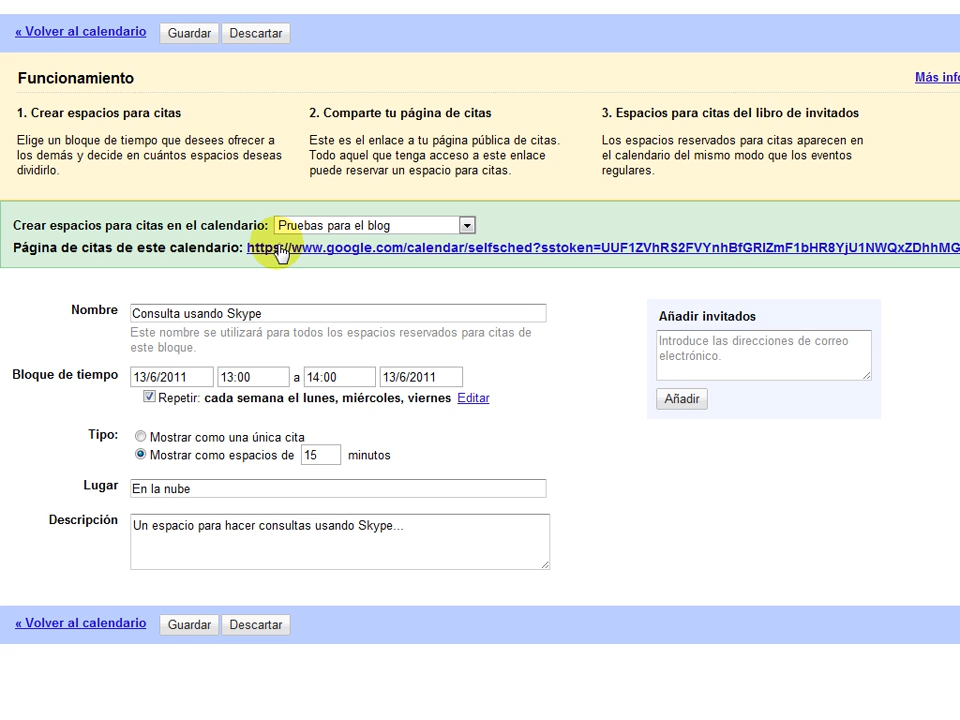 « Volver al calendario Guardar Descartar
Funcionamiento Más info
1. Crear espacios para citas 2. Comparte tu página de citas 3. Espacios para citas del libro de invitados
Elige un bloque de tiempo que desees ofrecer a
los demás y decide en cuántos espacios deseas
dividirlo.
Este es el enlace a tu página pública de citas.
Todo aquel que tenga acceso a este enlace
puede reservar un espacio para citas.
Los espacios reservados para citas aparecen en
el calendario del mismo modo que los eventos
regulares.
Crear espacios para citas en el calendario: Pruebas para el blog
Página de citas de este calendario: https://www.google.com/calendar/selfsched?sstoken=UUF1ZVhRS2FVYnhBfGRlZmF1bHR8YjU1NWQxZDhhMG
Nombre Consulta usando Skype
Este nombre se utilizará para todos los espacios reservados para citas de
este bloque.
Bloque de tiempo 13/6/2011 13:00 a 14:00 13/6/2011
Repetir: cada semana el lunes, miércoles, viernes Editar
Tipo: Mostrar como una única cita
Mostrar como espacios de 15 minutos
Lugar En la nube
Descripción Un espacio para hacer consultas usando Skype...
Añadir invitados
Introduce las direcciones de correo
electrónico.
Añadir
« Volver al calendario Guardar Descartar